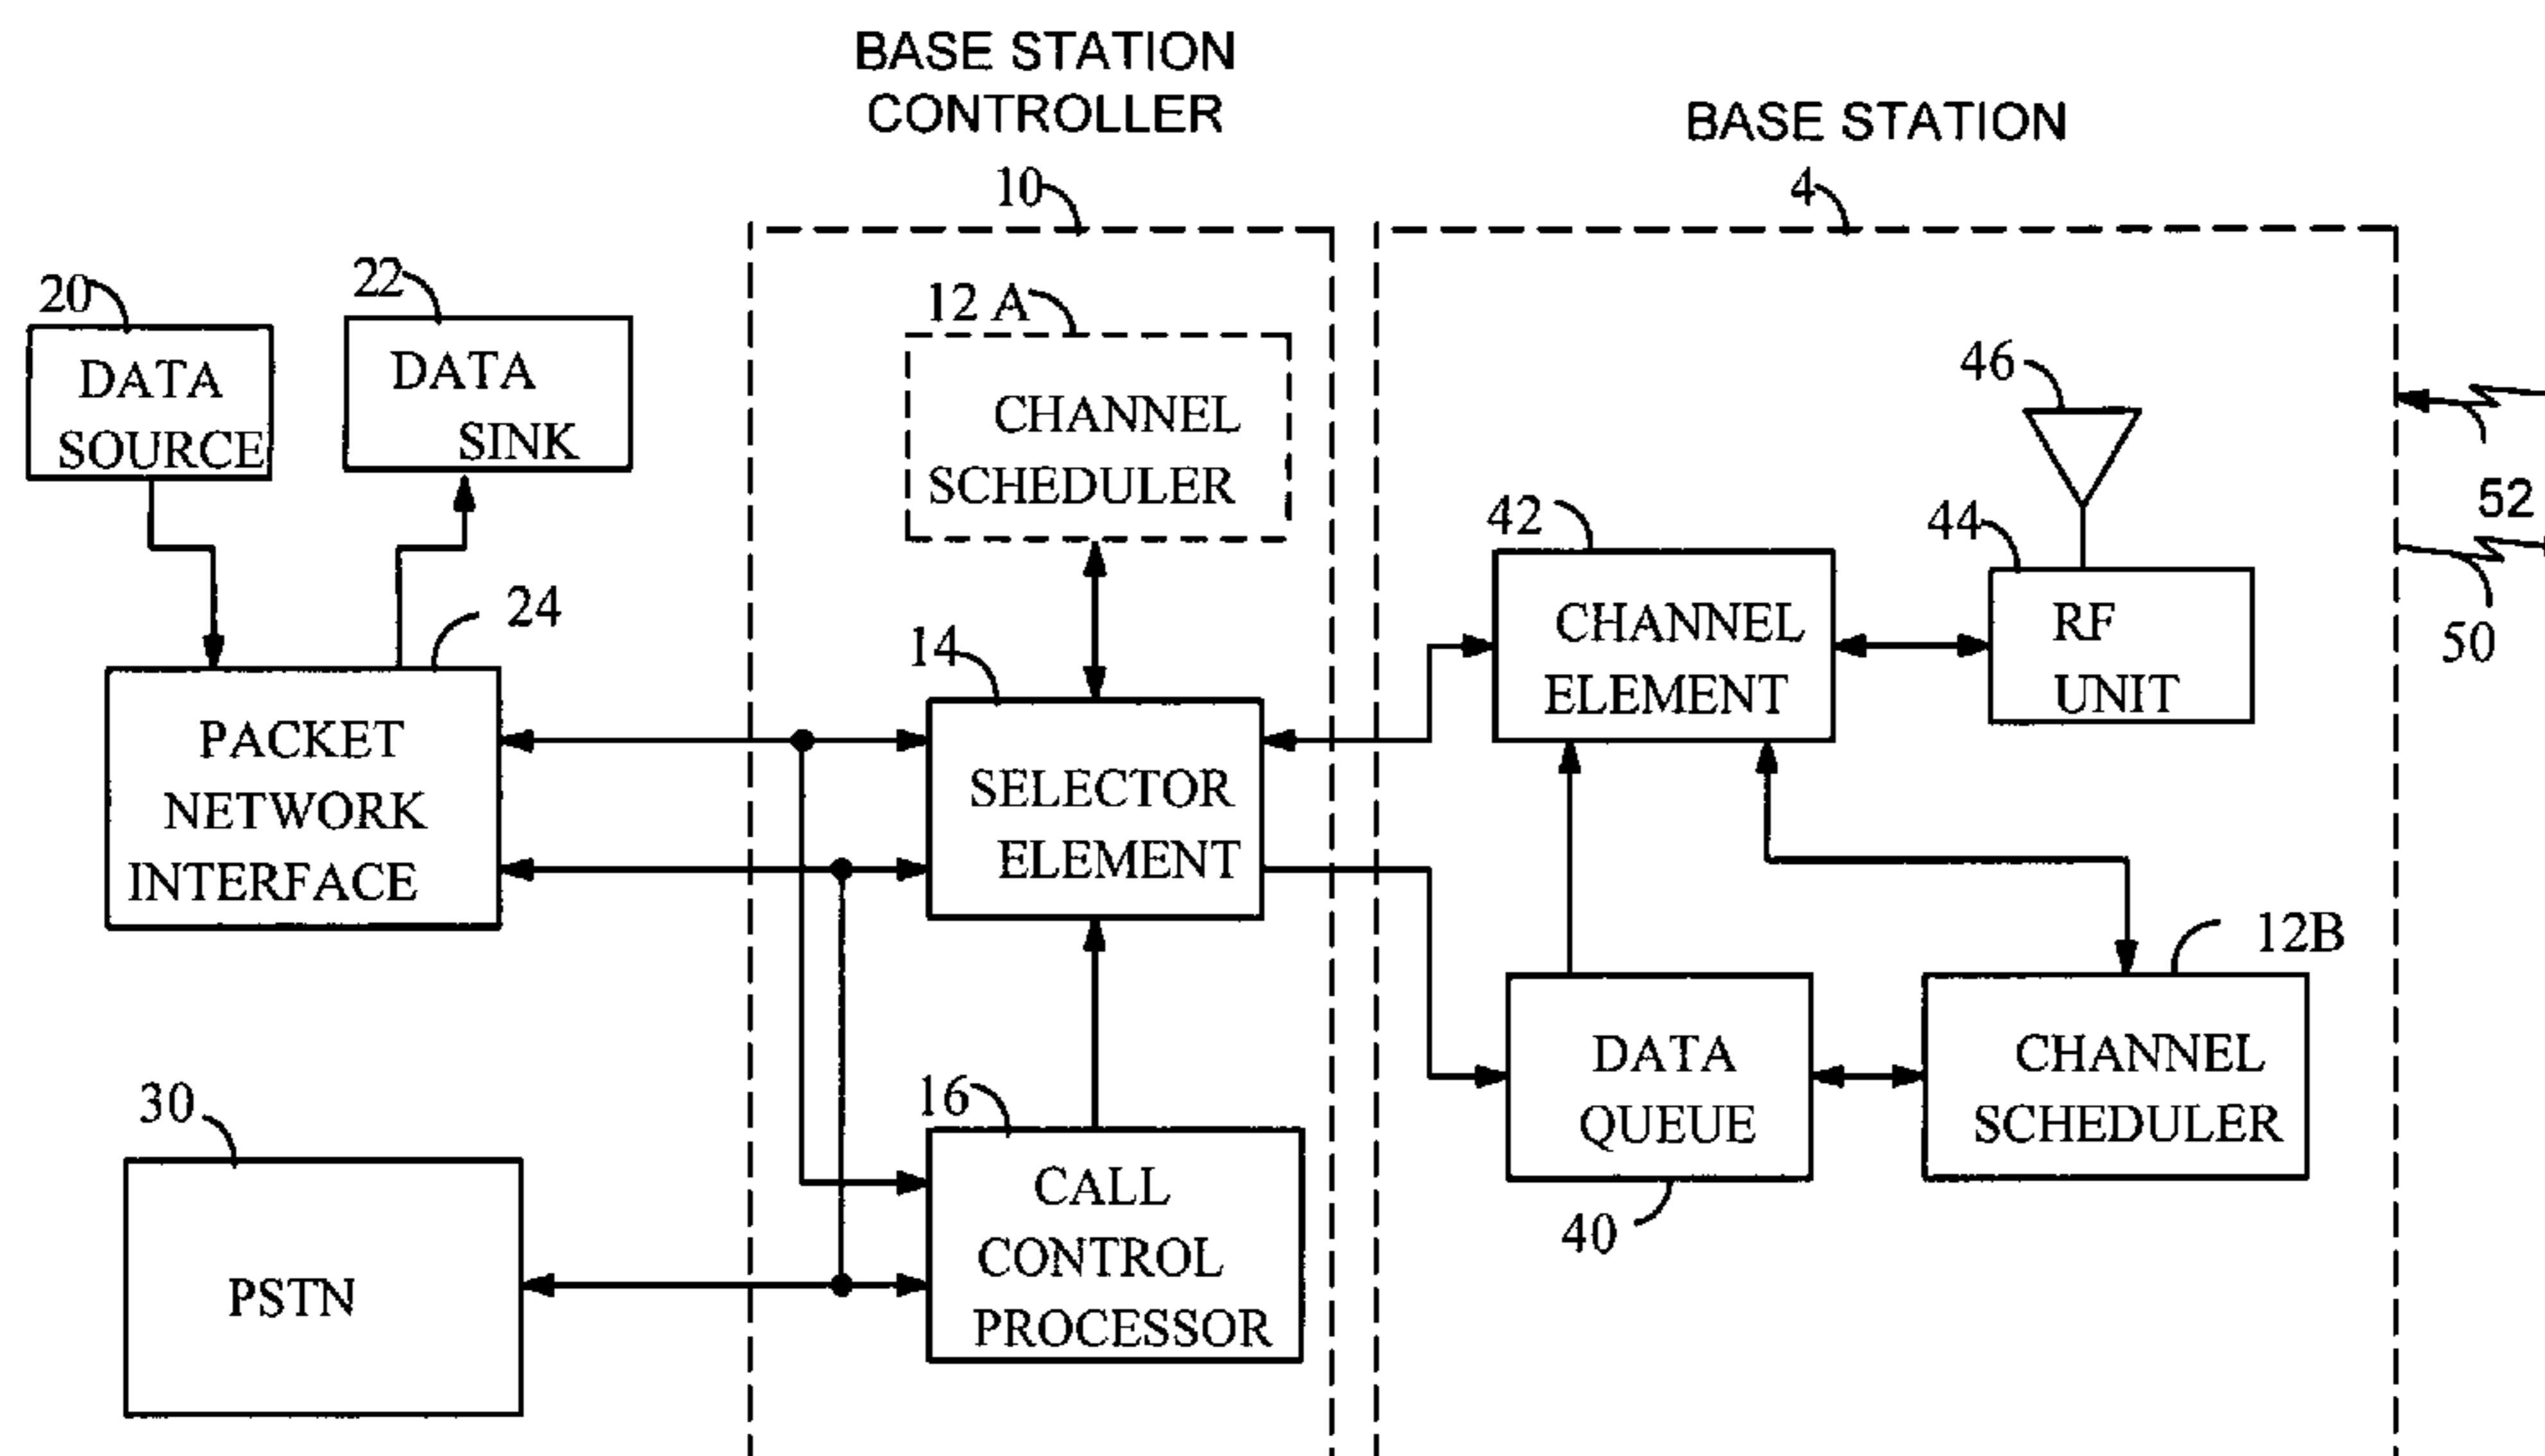 BASE STATION
CONTROLLER
10
BASE STATION
4
20
DATA
SOURCE
22
DATA
SINK
12 A
CHANNEL
SCHEDULER
46
52
50
42
CHANNEL
ELEMENT
44
RF
UNIT
24
PACKET
NETWORK
INTERFACE
14
SELECTOR
ELEMENT
12B
CHANNEL
SCHEDULER
DATA
QUEUE
40
30
PSTN
16
CALL
CONTROL
PROCESSOR